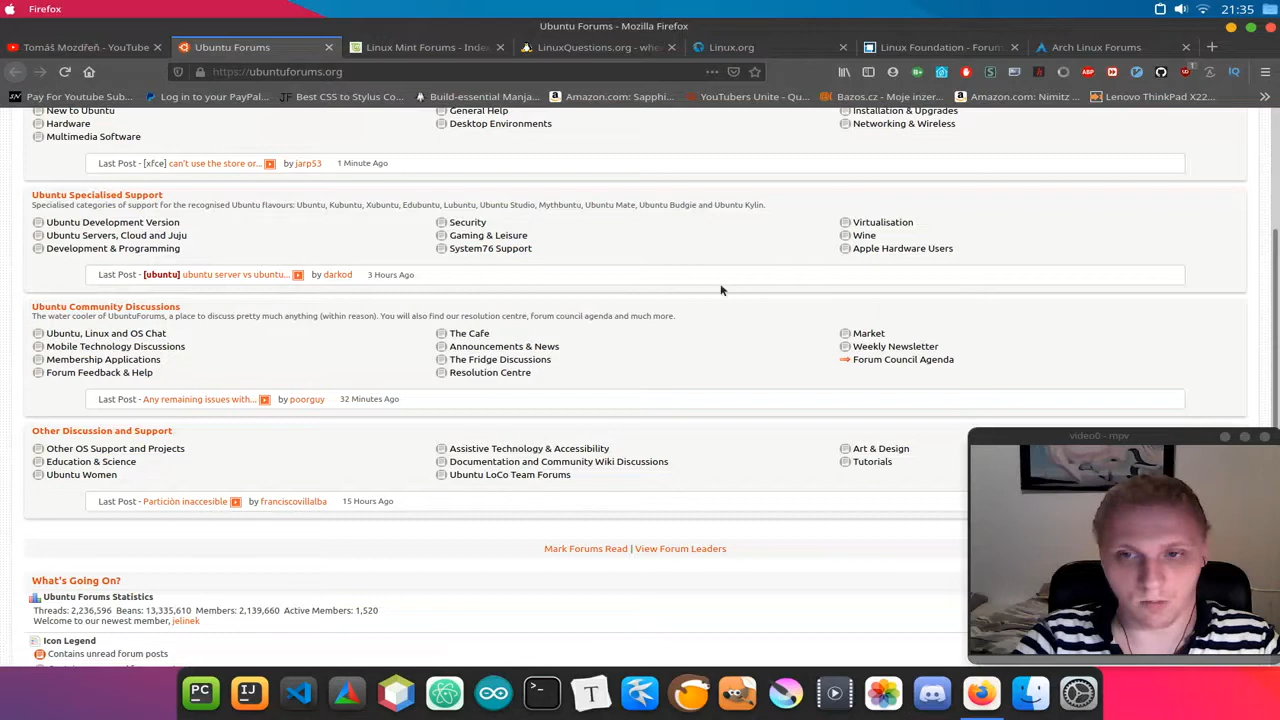 Firefox
21:35
Ubuntu Forums - Mozilla Firefox
Tomáš Mozdřeň - YouTube
Ubuntu Forums
Linux Mint Forums - Index
LinuxQuestions.org - whe
Linux.org
Linux Foundation - Forum
Arch Linux Forums
https://ubuntuforums.org
Pay For Youtube Sub...
Log in to your PayPal...
Best CSS to Stylus Co...
Build-essential Manja...
Amazon.com: Sapphi...
YouTubers Unite - Qu...
Bazos.cz - Moje inzer...
Amazon.com: Nimitz ...
Lenovo ThinkPad X22...
New to Ubuntu
General Help
Installation & Upgrades
Hardware
Desktop Environments
Networking & Wireless
Multimedia Software
Last Post - [xfce] can't use the store or... by jarp53 1 Minute Ago
Ubuntu Specialised Support
Specialised categories of support for the recognised Ubuntu flavours: Ubuntu, Kubuntu, Xubuntu, Edubuntu, Lubuntu, Ubuntu Studio, Mythbuntu, Ubuntu Mate, Ubuntu Budgie and Ubuntu Kylin.
Ubuntu Development Version
Security
Virtualisation
Ubuntu Servers, Cloud and Juju
Gaming & Leisure
Wine
Development & Programming
System76 Support
Apple Hardware Users
Last Post - [ubuntu] ubuntu server vs ubuntu... by darkod 3 Hours Ago
Ubuntu Community Discussions
The water cooler of UbuntuForums, a place to discuss pretty much anything (within reason). You will also find our resolution centre, forum council agenda and much more.
Ubuntu, Linux and OS Chat
The Cafe
Market
Mobile Technology Discussions
Announcements & News
Weekly Newsletter
Membership Applications
The Fridge Discussions
Forum Council Agenda
Forum Feedback & Help
Resolution Centre
Last Post - Any remaining issues with... by poorguy 32 Minutes Ago
Other Discussion and Support
Other OS Support and Projects
Assistive Technology & Accessibility
Art & Design
Education & Science
Documentation and Community Wiki Discussions
Tutorials
Ubuntu Women
Ubuntu LoCo Team Forums
Last Post - Partición inaccesible by franciscovillalba 15 Hours Ago
Mark Forums Read | View Forum Leaders
What's Going On?
Ubuntu Forums Statistics
Threads: 2,236,596 Beans: 13,335,610 Members: 2,139,660 Active Members: 1,520
Welcome to our newest member, jelinek
Icon Legend
Contains unread forum posts
video0 - mpv
PC
IJ
T